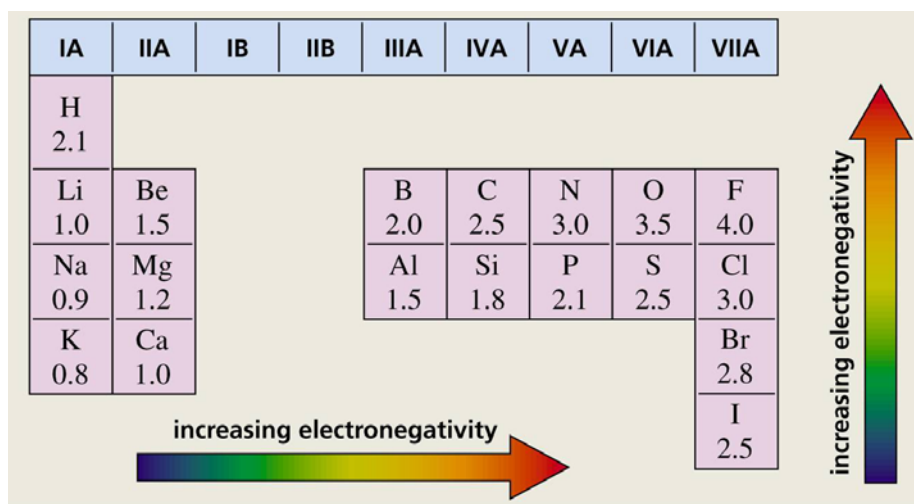 IA IIA IB IIB IIIA IVA VA VIA VIIA
H
2.1
Li Be B C N O F
1.0 1.5 2.0 2.5 3.0 3.5 4.0
Na Mg Al Si P S Cl
0.9 1.2 1.5 1.8 2.1 2.5 3.0
K Ca Br
0.8 1.0 2.8
I
2.5
increasing electronegativity
increasing electronegativity